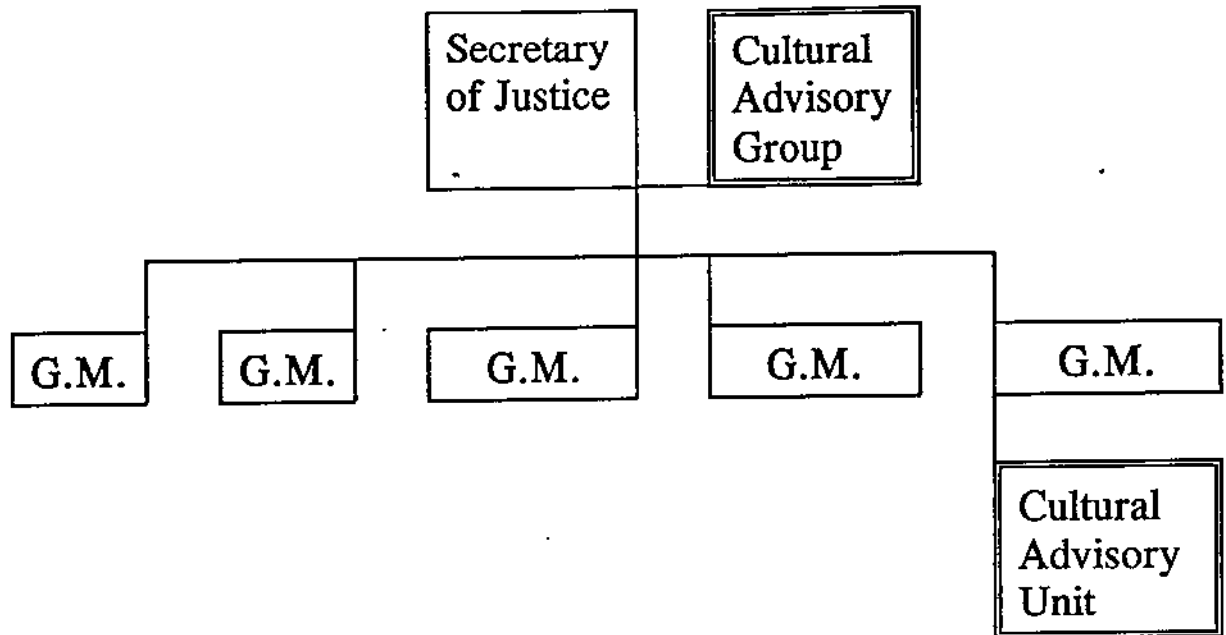 Secretary
of Justice
Cultural
Advisory
Group
G.M.
G.M.
G.M.
G.M.
G.M.
Cultural
Advisory
Unit